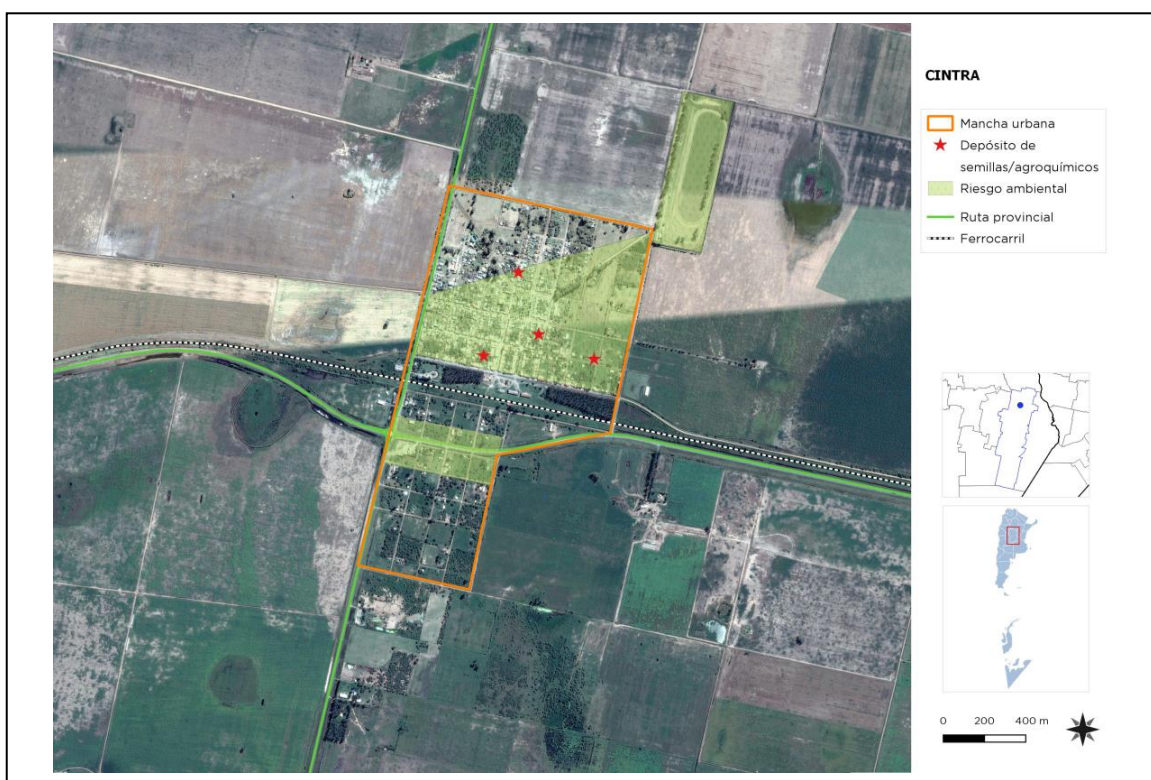 CINTRA
Mancha urbana
Depósito de
semillas/agroquímicos
Riesgo ambiental
Ruta provincial
Ferrocarril
0 200 400 m